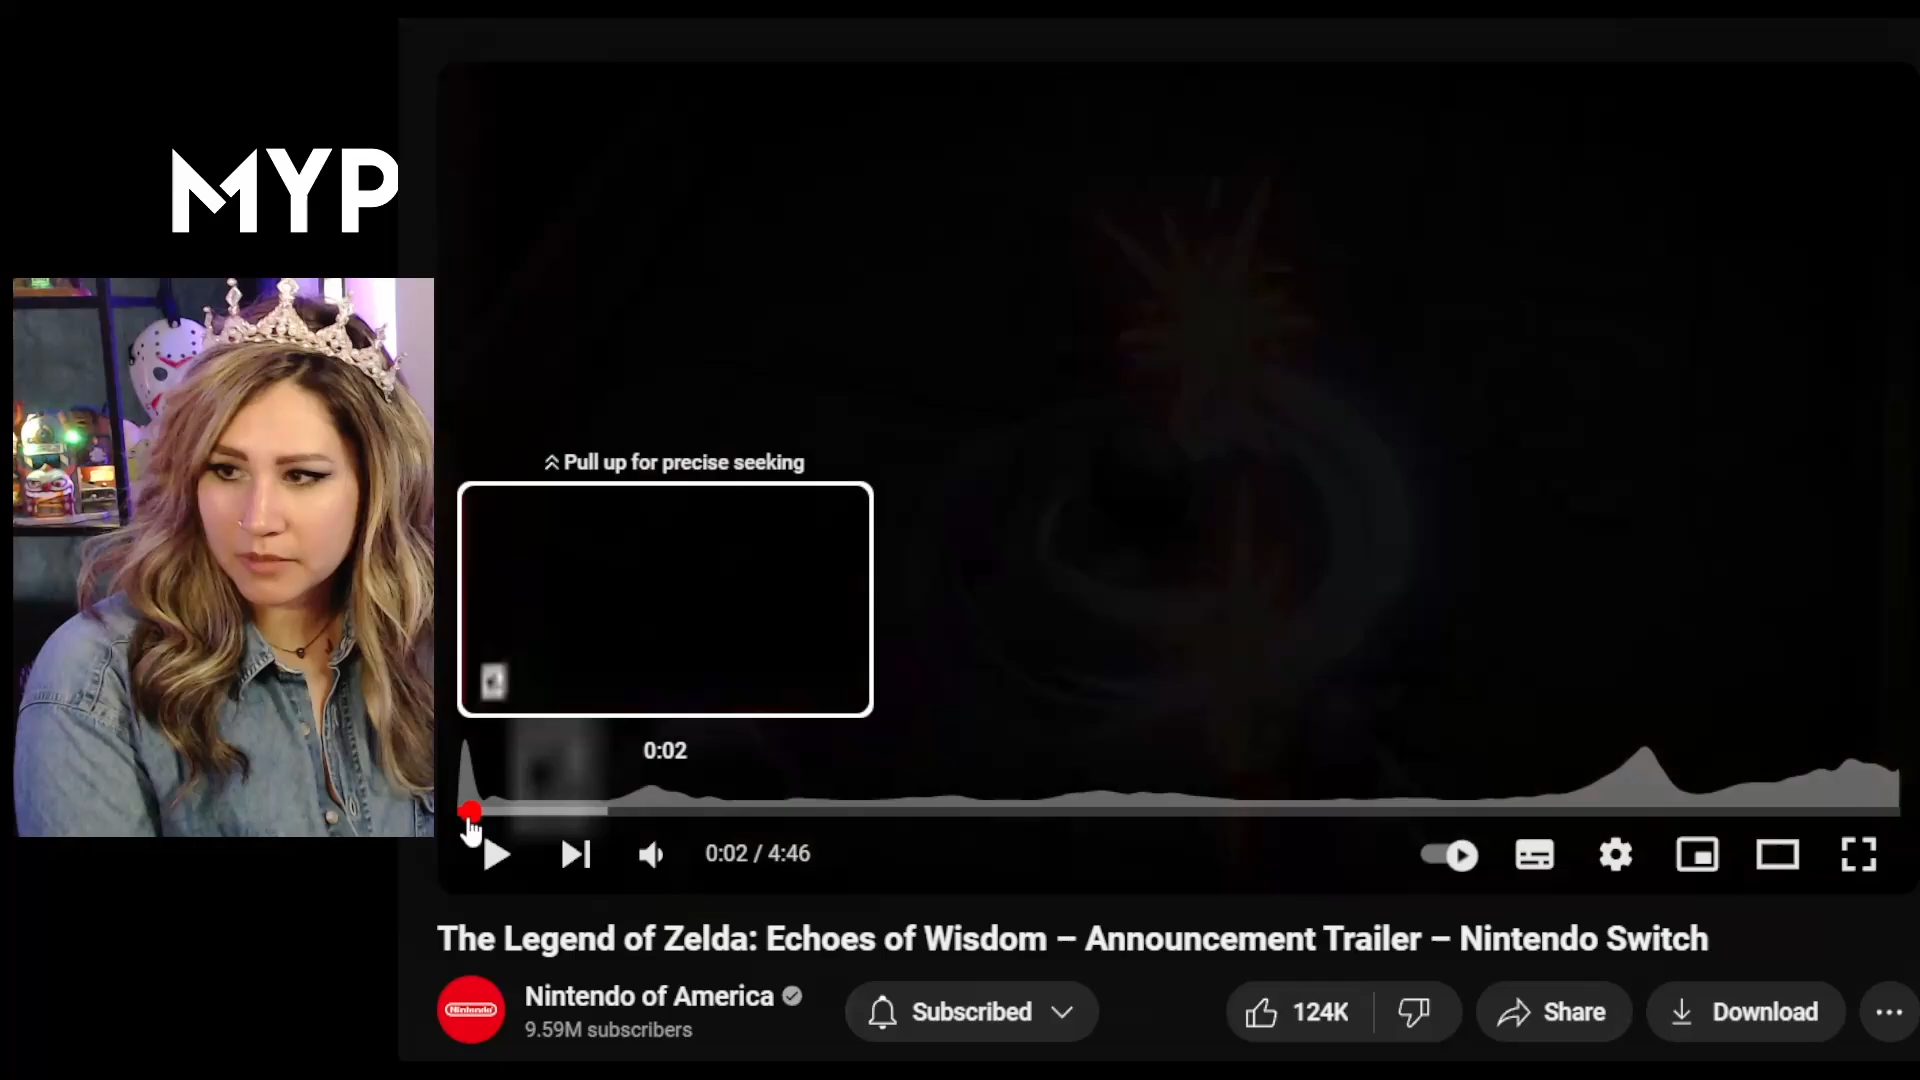 MYP
Pull up for precise seeking
0:02
0:02 / 4:46
The Legend of Zelda: Echoes of Wisdom – Announcement Trailer – Nintendo Switch
Nintendo
Nintendo of America
9.59M subscribers
Subscribed
124K
Share
Download